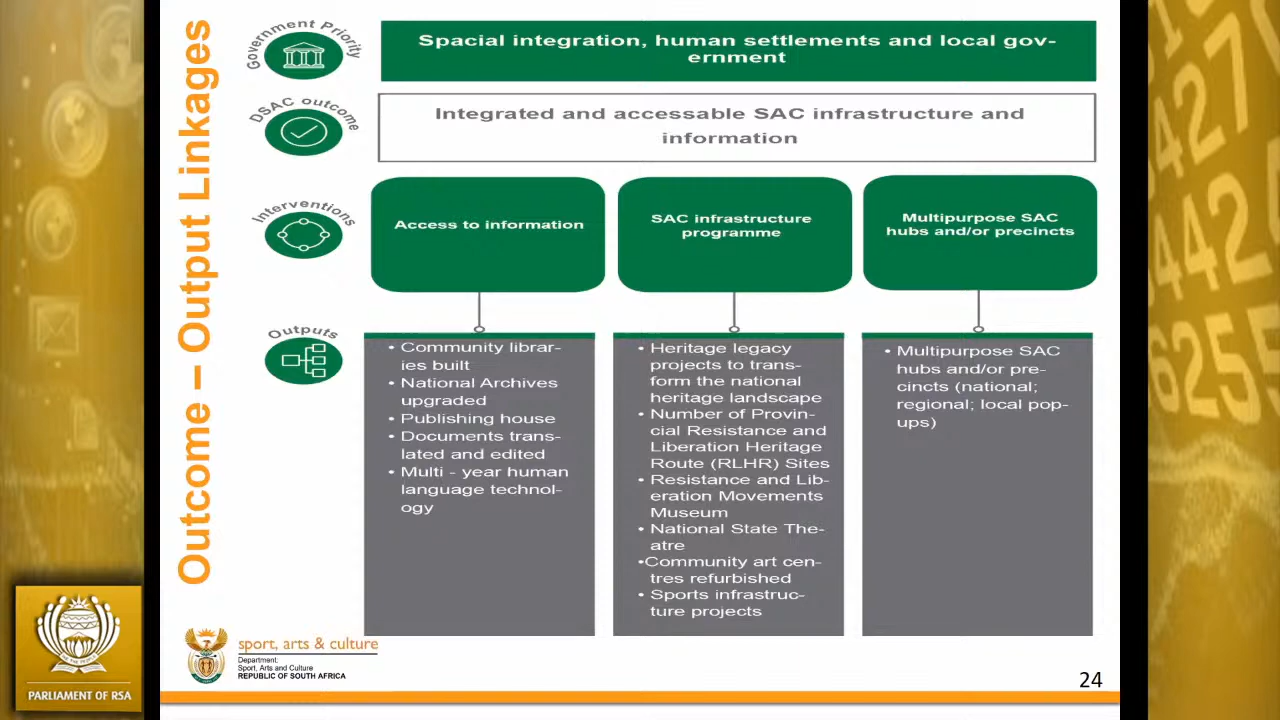 Outcome – Output Linkages
Government Priority
Spacial integration, human settlements and local gov-
ernment
DSAC outcome
Integrated and accessable SAC infrastructure and
information
Interventions
Access to information
SAC infrastructure
programme
Multipurpose SAC
hubs and/or precincts
Outputs
• Community librar-
ies built
• National Archives
upgraded
• Publishing house
• Documents trans-
lated and edited
• Multi - year human
language technol-
ogy
• Heritage legacy
projects to trans-
form the national
heritage landscape
• Number of Provin-
cial Resistance and
Liberation Heritage
Route (RLHR) Sites
• Resistance and Lib-
eration Movements
Museum
• National State The-
atre
•Community art cen-
tres refurbished
• Sports infrastruc-
ture projects
• Multipurpose SAC
hubs and/or pre-
cincts (national;
regional; local pop-
ups)
sport, arts & culture
Department:
Sport, Arts and Culture
REPUBLIC OF SOUTH AFRICA
24
PARLIAMENT OF RSA
427
442
6255